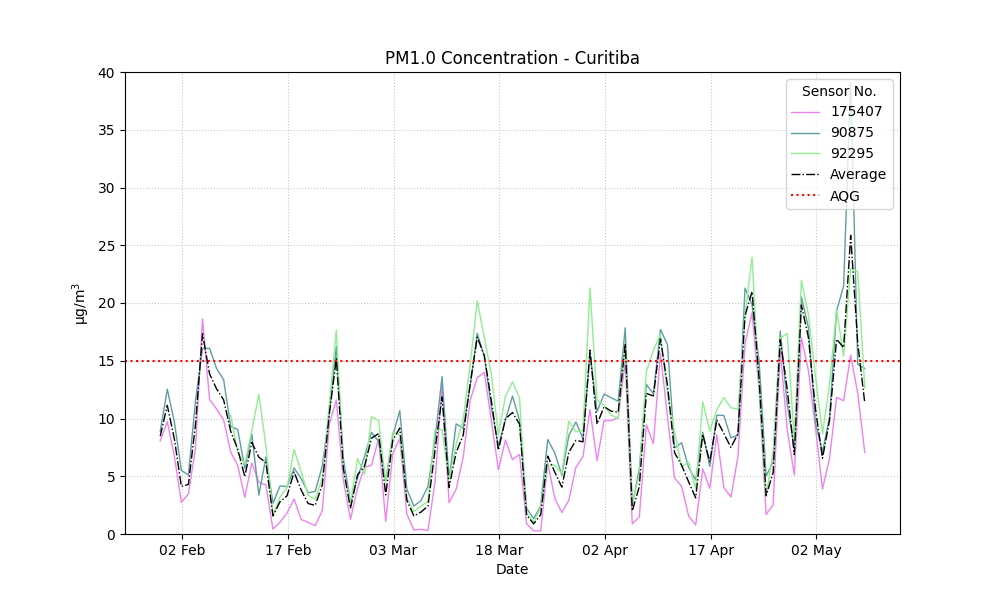 PM1.0 Concentration - Curitiba
Sensor No.
175407
90875
92295
Average
AQG
40
35
30
25
20
15
10
5
0
µg/m³
02 Feb
17 Feb
03 Mar
18 Mar
02 Apr
17 Apr
02 May
Date